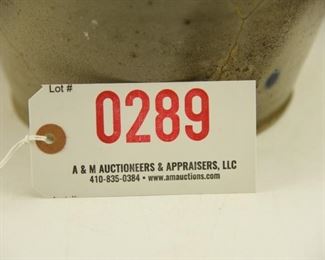 Lot #
0289
A & M AUCTIONEERS & APPRAISERS, LLC
410-835-0384 • www.amauctions.com